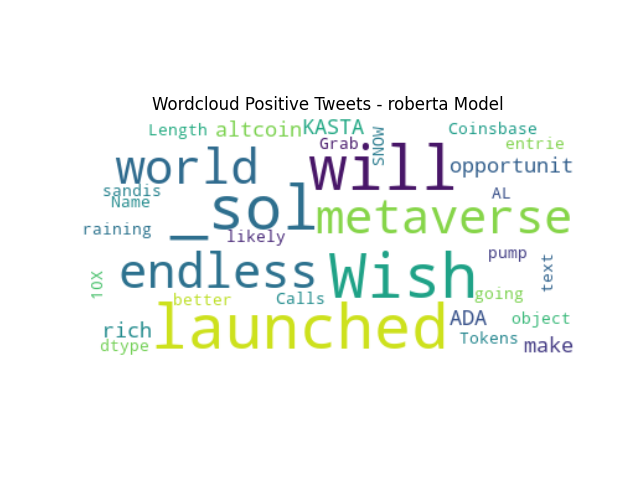 Wordcloud Positive Tweets - roberta Model
Length altcoin KASTA SNOW Coinsbase
Grab entrie
world will opportunit
sandis AL
Name _sol metaverse
raining likely
pump
endless Wish text
10X better Calls going
launched ADA object
rich Tokens
dtype make